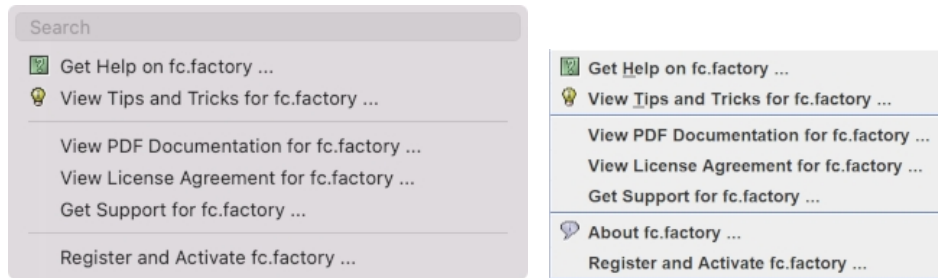 Search
Get Help on fc.factory ...
View Tips and Tricks for fc.factory ...
View PDF Documentation for fc.factory ...
View License Agreement for fc.factory ...
Get Support for fc.factory ...
Register and Activate fc.factory ...
Get Help on fc.factory ...
View Tips and Tricks for fc.factory ...
View PDF Documentation for fc.factory ...
View License Agreement for fc.factory ...
Get Support for fc.factory ...
About fc.factory ...
Register and Activate fc.factory ...